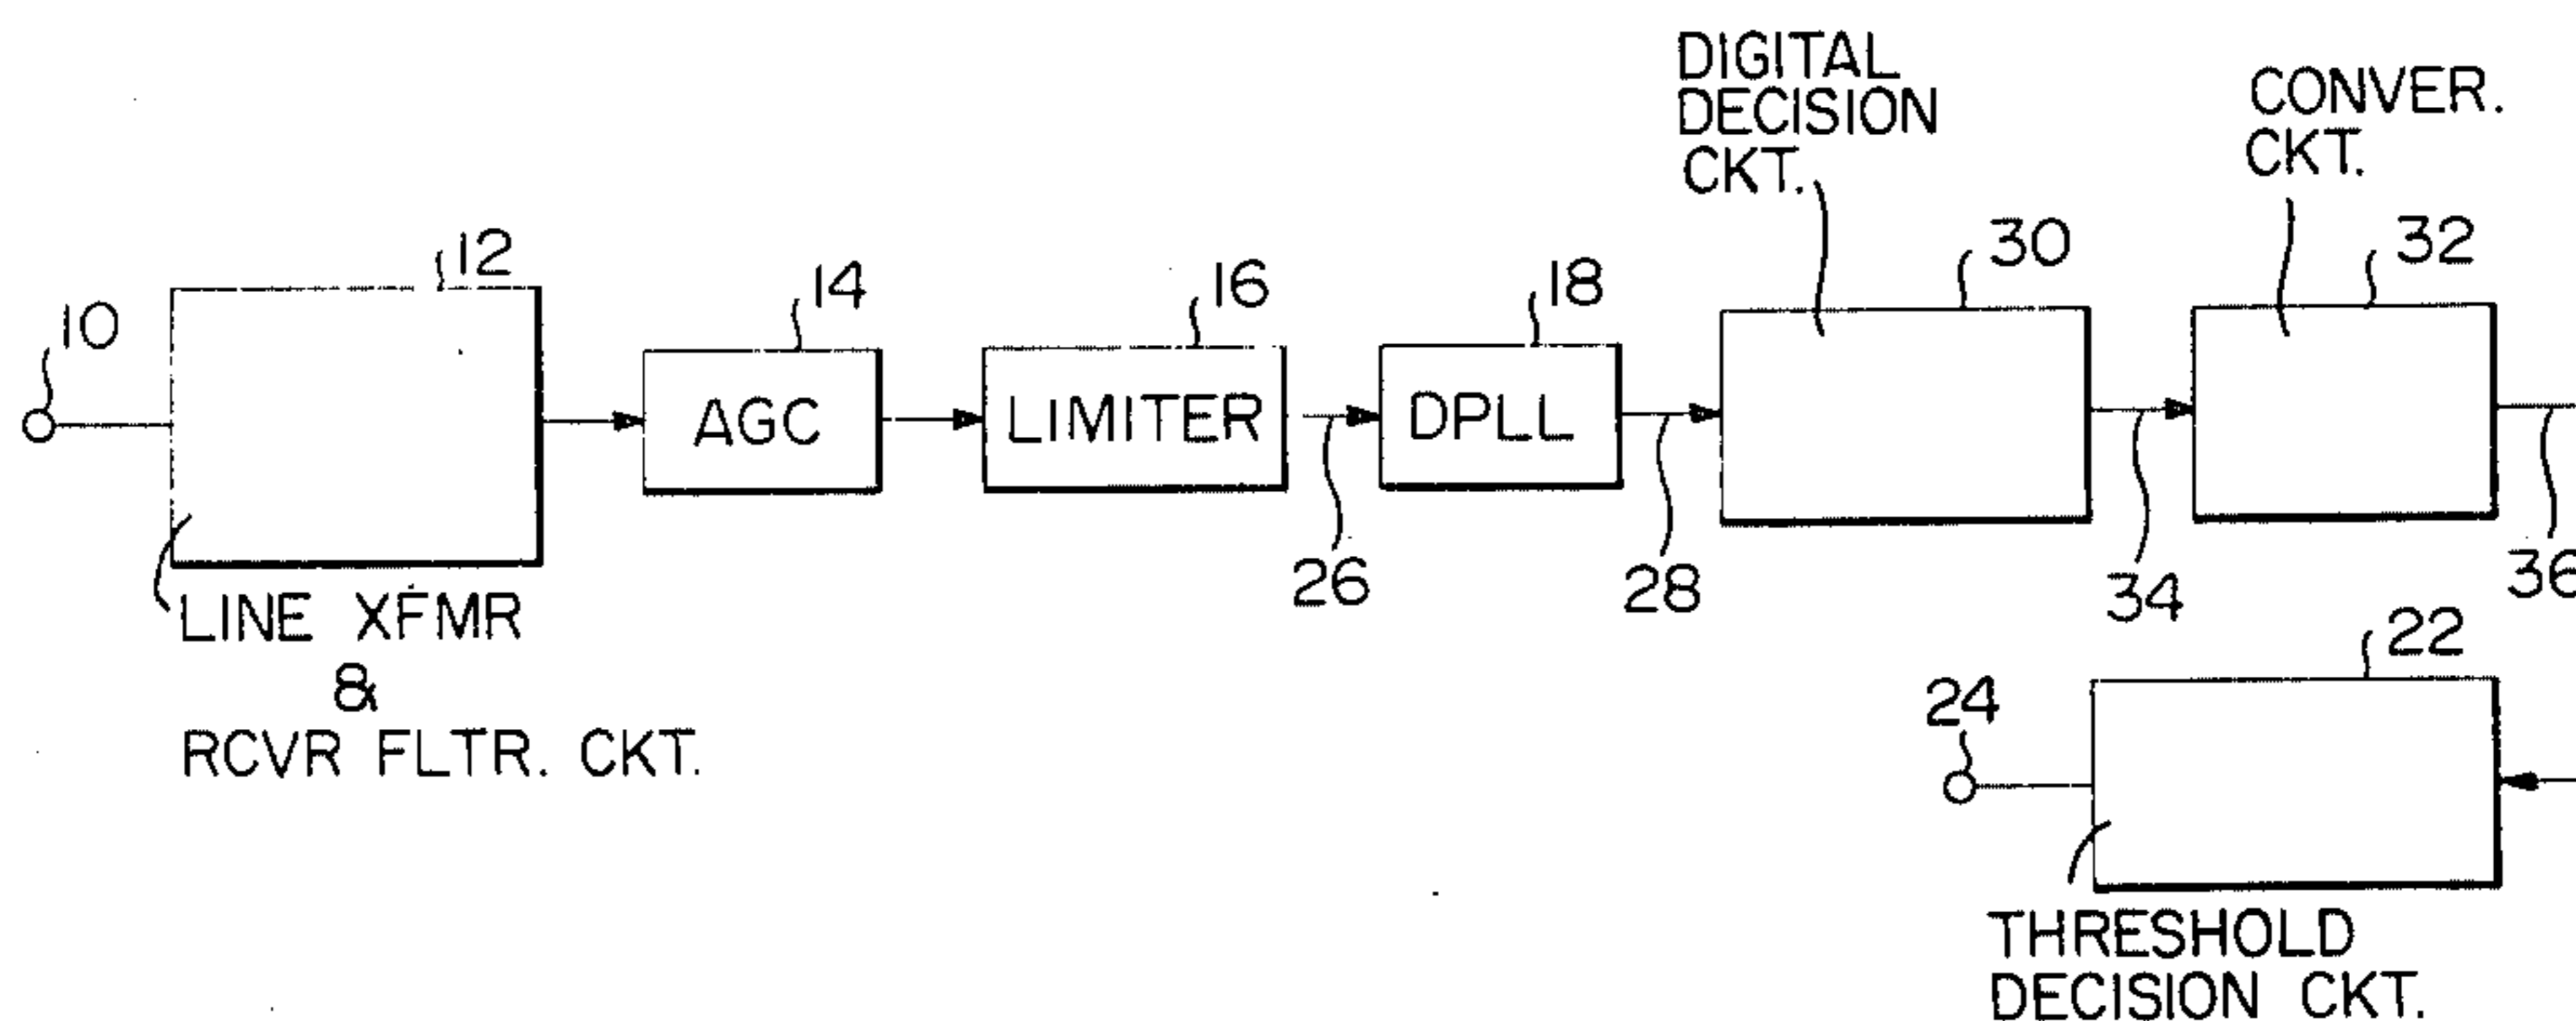 DIGITAL
DECISION
CKT.
CONVER.
CKT.
10
12
14
16
18
30
32
AGC
LIMITER
DPLL
26
28
34
36
LINE XFMR
&
RCVR FLTR. CKT.
22
24
THRESHOLD
DECISION CKT.